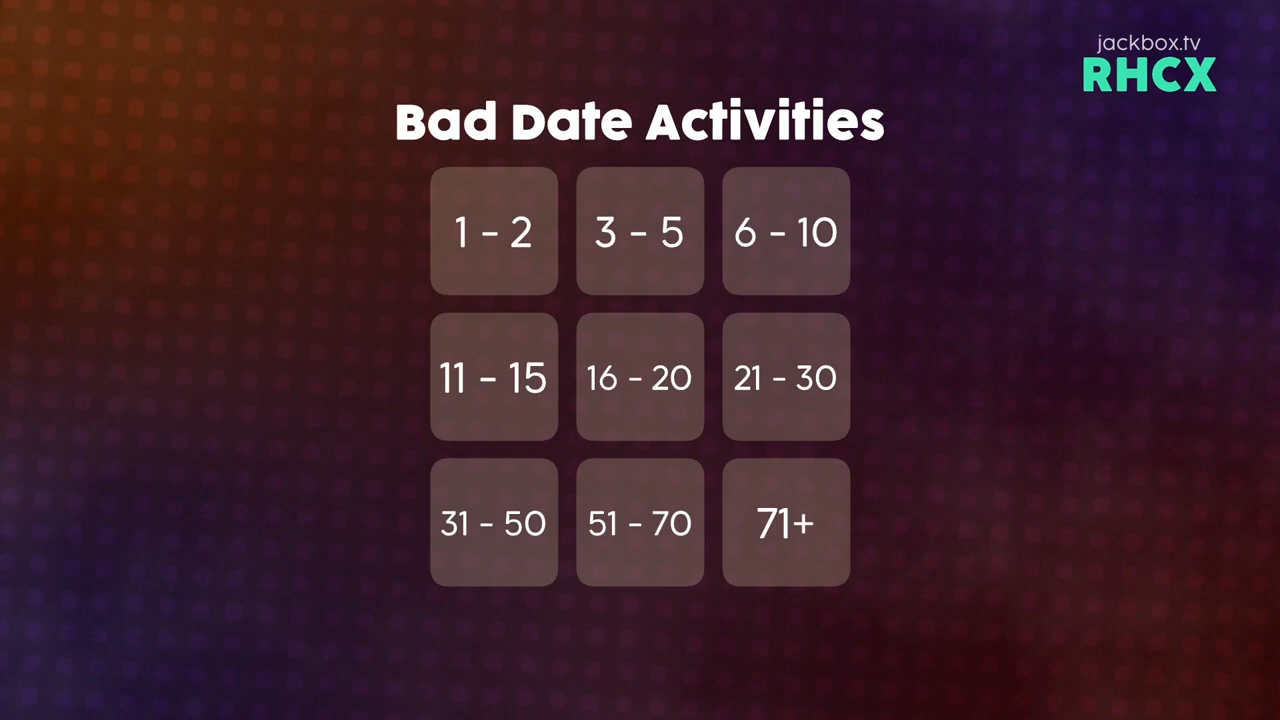 jackbox.tv
RHCX
Bad Date Activities
1 - 2
3 - 5
6 - 10
11 - 15
16 - 20
21 - 30
31 - 50
51 - 70
71+